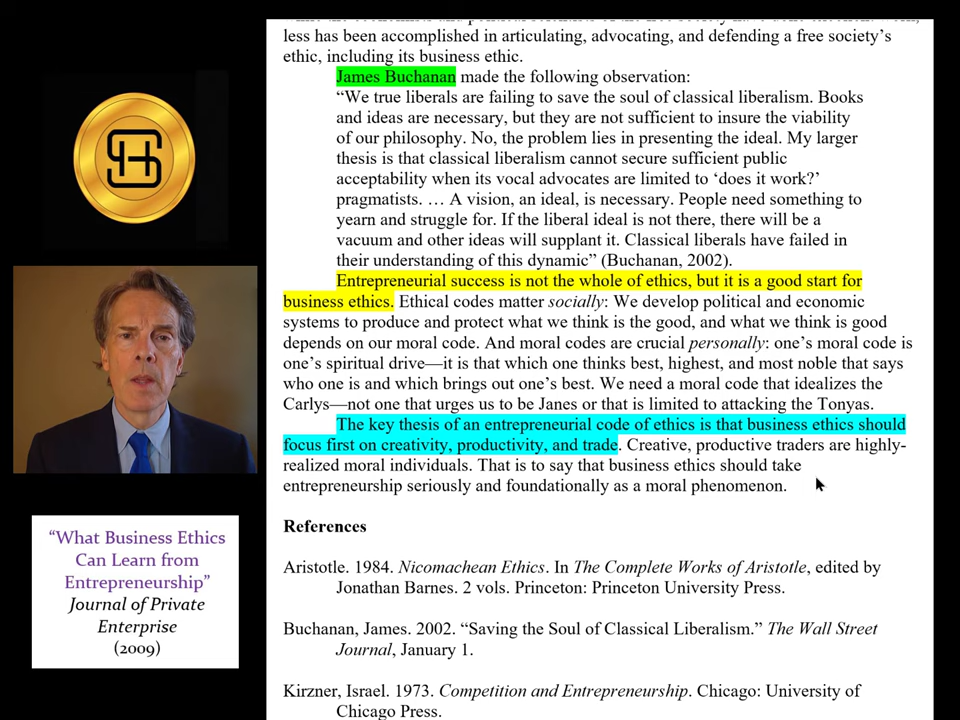 less has been accomplished in articulating, advocating, and defending a free society's
ethic, including its business ethic.
James Buchanan made the following observation:
“We true liberals are failing to save the soul of classical liberalism. Books
and ideas are necessary, but they are not sufficient to insure the viability
of our philosophy. No, the problem lies in presenting the ideal. My larger
thesis is that classical liberalism cannot secure sufficient public
acceptability when its vocal advocates are limited to ‘does it work?’
pragmatists. … A vision, an ideal, is necessary. People need something to
yearn and struggle for. If the liberal ideal is not there, there will be a
vacuum and other ideas will supplant it. Classical liberals have failed in
their understanding of this dynamic” (Buchanan, 2002).
Entrepreneurial success is not the whole of ethics, but it is a good start for
business ethics. Ethical codes matter socially: We develop political and economic
systems to produce and protect what we think is the good, and what we think is good
depends on our moral code. And moral codes are crucial personally: one’s moral code is
one’s spiritual drive—it is that which one thinks best, highest, and most noble that says
who one is and which brings out one’s best. We need a moral code that idealizes the
Carlys—not one that urges us to be Janes or that is limited to attacking the Tonyas.
The key thesis of an entrepreneurial code of ethics is that business ethics should
focus first on creativity, productivity, and trade. Creative, productive traders are highly-
realized moral individuals. That is to say that business ethics should take
entrepreneurship seriously and foundationally as a moral phenomenon.
References
Aristotle. 1984. Nicomachean Ethics. In The Complete Works of Aristotle, edited by
Jonathan Barnes. 2 vols. Princeton: Princeton University Press.
Buchanan, James. 2002. “Saving the Soul of Classical Liberalism.” The Wall Street
Journal, January 1.
Kirzner, Israel. 1973. Competition and Entrepreneurship. Chicago: University of
Chicago Press.
“What Business Ethics
Can Learn from
Entrepreneurship”
Journal of Private
Enterprise
(2009)